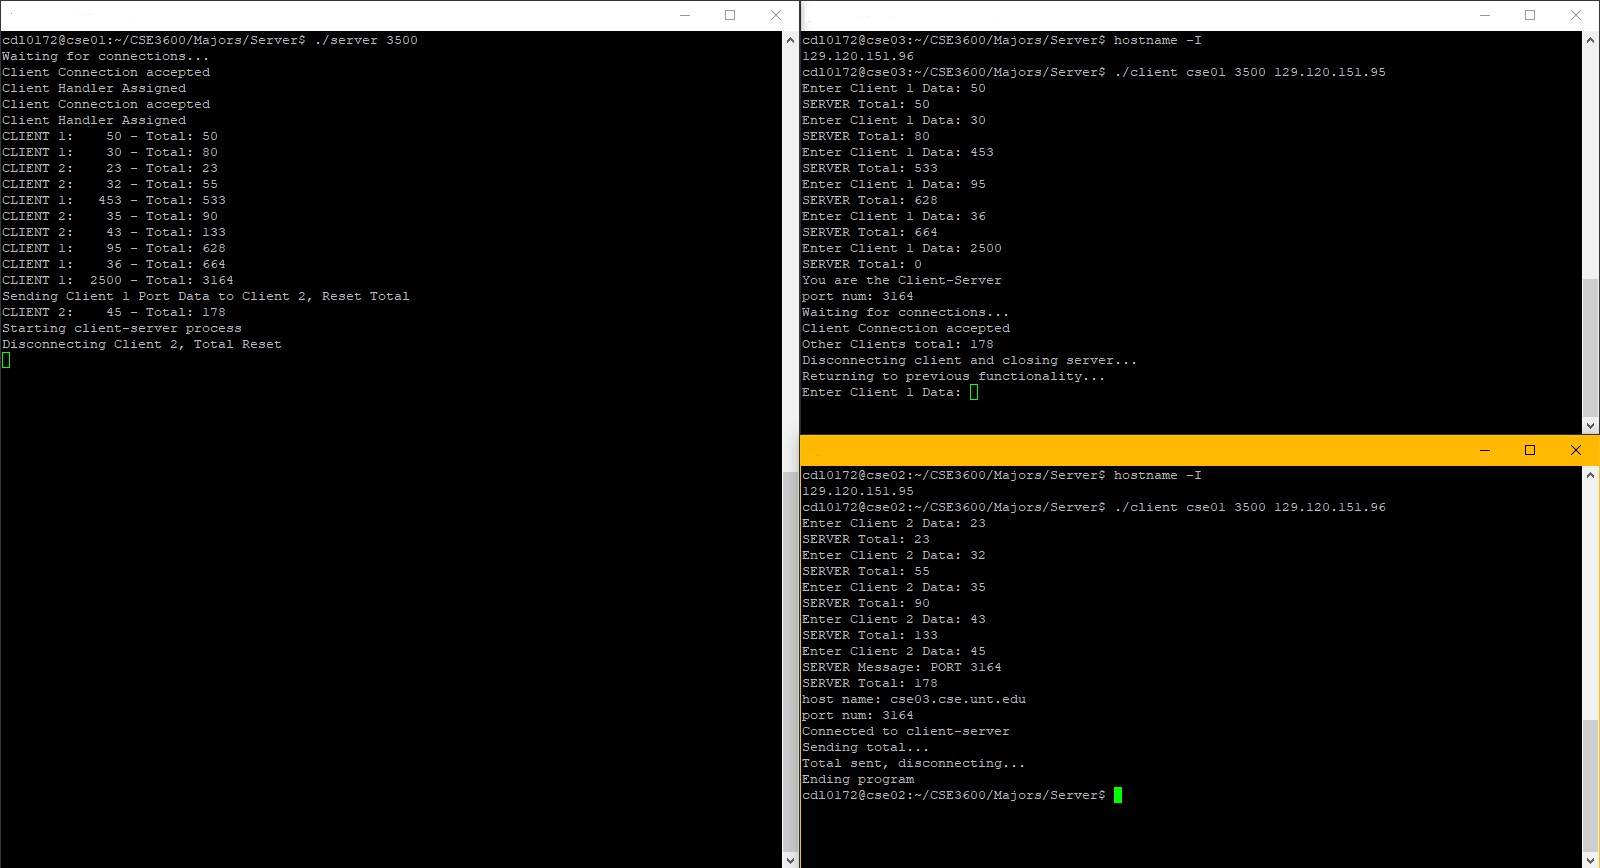 cdl0172@cse01:~/CSE3600/Majors/Server$ ./server 3500
Waiting for connections...
Client Connection accepted
Client Handler Assigned
Client Connection accepted
Client Handler Assigned
CLIENT 1:    50 - Total: 50
CLIENT 1:    30 - Total: 80
CLIENT 2:    23 - Total: 23
CLIENT 2:    32 - Total: 55
CLIENT 1:   453 - Total: 533
CLIENT 2:    35 - Total: 90
CLIENT 2:    43 - Total: 133
CLIENT 1:    95 - Total: 628
CLIENT 1:    36 - Total: 664
CLIENT 1:  2500 - Total: 3164
Sending Client 1 Port Data to Client 2, Reset Total
CLIENT 2:    45 - Total: 178
Starting client-server process
Disconnecting Client 2, Total Reset
cdl0172@cse03:~/CSE3600/Majors/Server$ hostname -I
129.120.151.96
cdl0172@cse03:~/CSE3600/Majors/Server$ ./client cse01 3500 129.120.151.95
Enter Client 1 Data: 50
SERVER Total: 50
Enter Client 1 Data: 30
SERVER Total: 80
Enter Client 1 Data: 453
SERVER Total: 533
Enter Client 1 Data: 95
SERVER Total: 628
Enter Client 1 Data: 36
SERVER Total: 664
Enter Client 1 Data: 2500
SERVER Total: 0
You are the Client-Server
port num: 3164
Waiting for connections...
Client Connection accepted
Other Clients total: 178
Disconnecting client and closing server...
Returning to previous functionality...
Enter Client 1 Data:
cdl0172@cse02:~/CSE3600/Majors/Server$ hostname -I
129.120.151.95
cdl0172@cse02:~/CSE3600/Majors/Server$ ./client cse01 3500 129.120.151.96
Enter Client 2 Data: 23
SERVER Total: 23
Enter Client 2 Data: 32
SERVER Total: 55
Enter Client 2 Data: 35
SERVER Total: 90
Enter Client 2 Data: 43
SERVER Total: 133
Enter Client 2 Data: 45
SERVER Message: PORT 3164
SERVER Total: 178
host name: cse03.cse.unt.edu
port num: 3164
Connected to client-server
Sending total...
Total sent, disconnecting...
Ending program
cdl0172@cse02:~/CSE3600/Majors/Server$